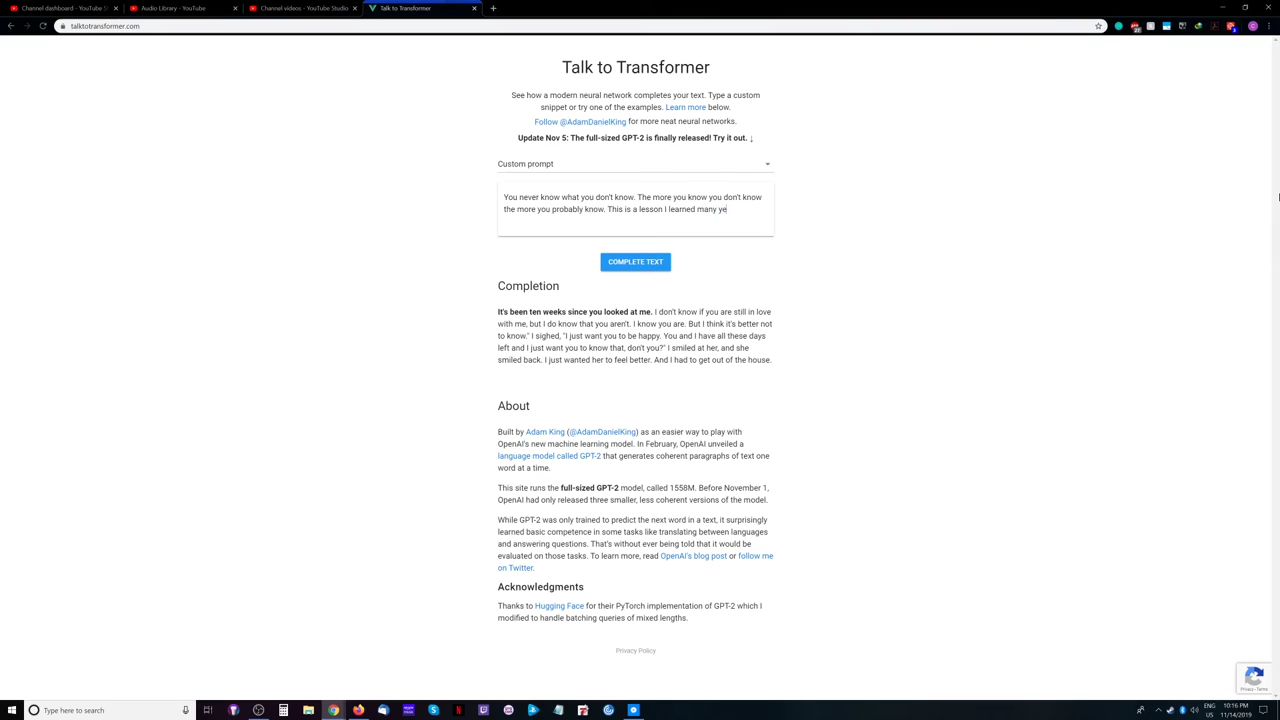 Channel dashboard - YouTube St
Audio Library - YouTube
Channel videos - YouTube Studio
Talk to Transformer
talktotransformer.com
Talk to Transformer
See how a modern neural network completes your text. Type a custom
snippet or try one of the examples. Learn more below.
Follow @AdamDanielKing for more neat neural networks.
Update Nov 5: The full-sized GPT-2 is finally released! Try it out. ↓
Custom prompt
You never know what you don't know. The more you know you don't know
the more you probably know. This is a lesson I learned many ye
COMPLETE TEXT
Completion
It's been ten weeks since you looked at me. I don't know if you are still in love
with me, but I do know that you aren't. I know you are. But I think it's better not
to know." I sighed, "I just want you to be happy. You and I have all these days
left and I just want you to know that, don't you?" I smiled at her, and she
smiled back. I just wanted her to feel better. And I had to get out of the house.
About
Built by Adam King (@AdamDanielKing) as an easier way to play with
OpenAI's new machine learning model. In February, OpenAI unveiled a
language model called GPT-2 that generates coherent paragraphs of text one
word at a time.
This site runs the full-sized GPT-2 model, called 1558M. Before November 1,
OpenAI had only released three smaller, less coherent versions of the model.
While GPT-2 was only trained to predict the next word in a text, it surprisingly
learned basic competence in some tasks like translating between languages
and answering questions. That's without ever being told that it would be
evaluated on those tasks. To learn more, read OpenAI's blog post or follow me
on Twitter.
Acknowledgments
Thanks to Hugging Face for their PyTorch implementation of GPT-2 which I
modified to handle batching queries of mixed lengths.
Privacy Policy
Privacy - Terms
Type here to search
ENG
US
10:16 PM
11/14/2019